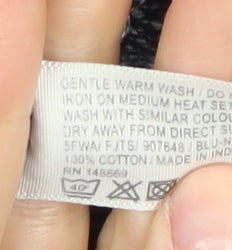 GENTLE WARM WASH / DO
IRON ON MEDIUM HEAT SET
WASH WITH SIMILAR COLOU
DRY AWAY FROM DIRECT SU
SFWA/ FJTS/ 907648 / BLU-N
100% COTTON / MADE IN IND
RN 148869
40°